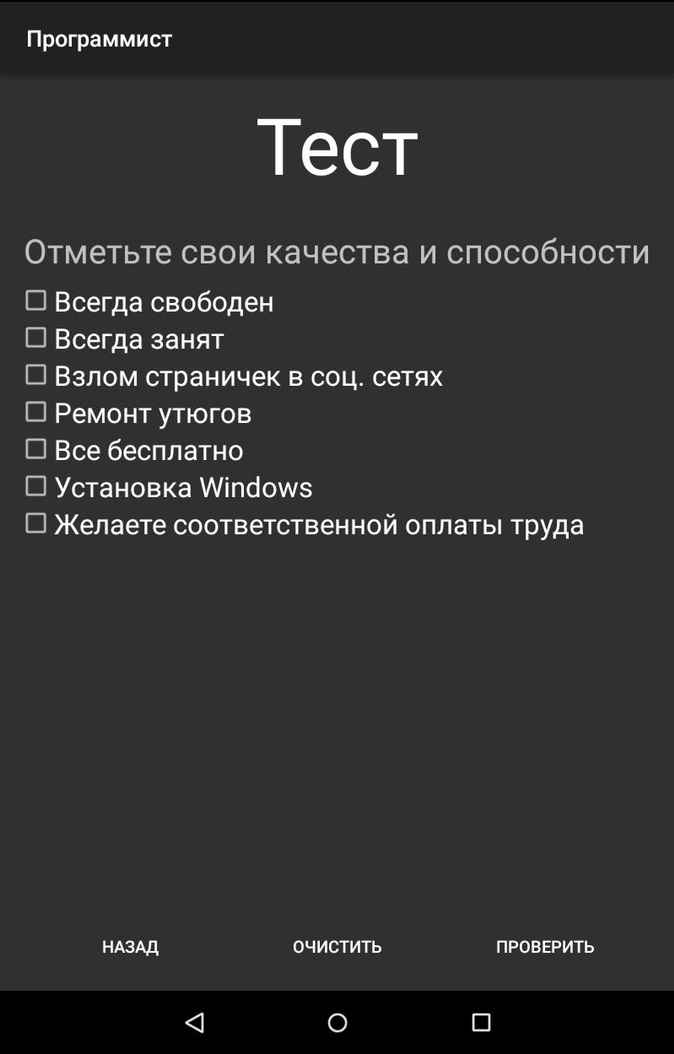 Программист
Тест
Отметьте свои качества и способности
Всегда свободен
Всегда занят
Взлом страничек в соц. сетях
Ремонт утюгов
Все бесплатно
Установка Windows
Желаете соответственной оплаты труда
НАЗАД ОЧИСТИТЬ ПРОВЕРИТЬ